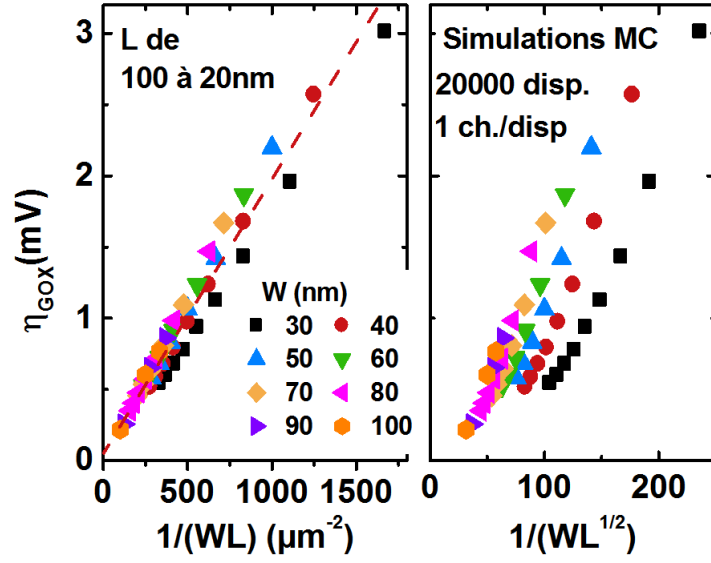 η_GOX (mV)
3
2
1
0
L de
100 à 20nm
W (nm)
30 40
50 60
70 80
90 100
0 500 1000 1500
1/(WL) (µm⁻²)
Simulations MC
20000 disp.
1 ch./disp
100 200
1/(WL^1/2)